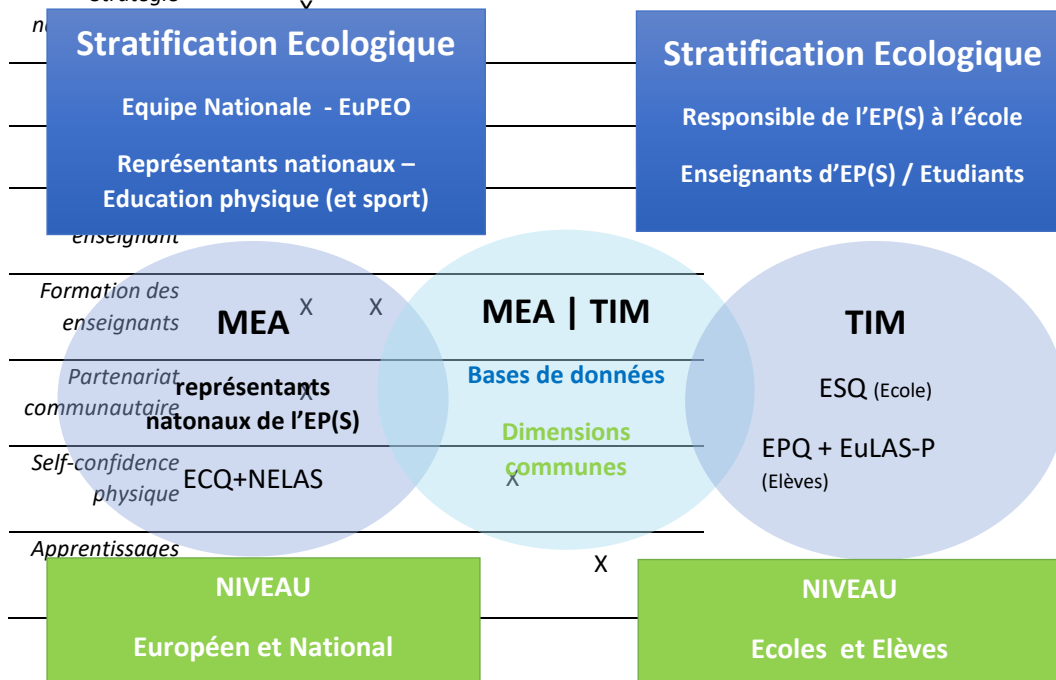 Stratification Ecologique
Equipe Nationale - EuPEO
Représentants nationaux –
Education physique (et sport)
Stratification Ecologique
Responsible de l'EP(S) à l'école
Enseignants d'EP(S) / Etudiants
enseignant
Formation des
enseignants
X
X
Partenariat
communautaire
X
Self-confidence
physique
X
Apprentissages
X
MEA
représentants
natonaux de l'EP(S)
ECQ+NELAS
MEA | TIM
Bases de données
Dimensions
communes
TIM
ESQ (Ecole)
EPQ + EuLAS-P
(Elèves)
NIVEAU
Européen et National
NIVEAU
Ecoles et Elèves